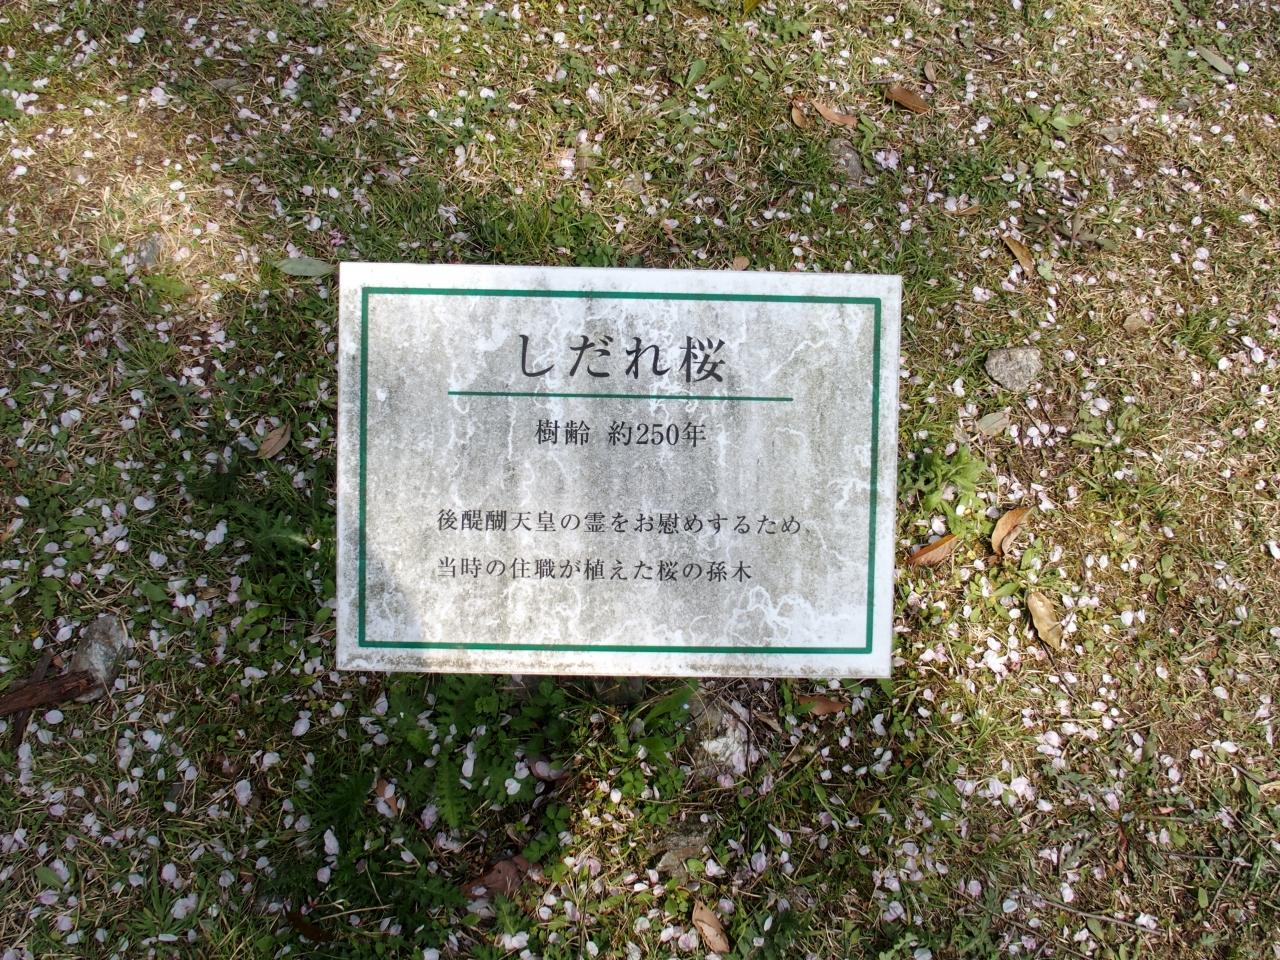 しだれ桜
樹齢 約250年
後醍醐天皇の霊をお慰めするため、
当時の住職が植えた桜の孫木